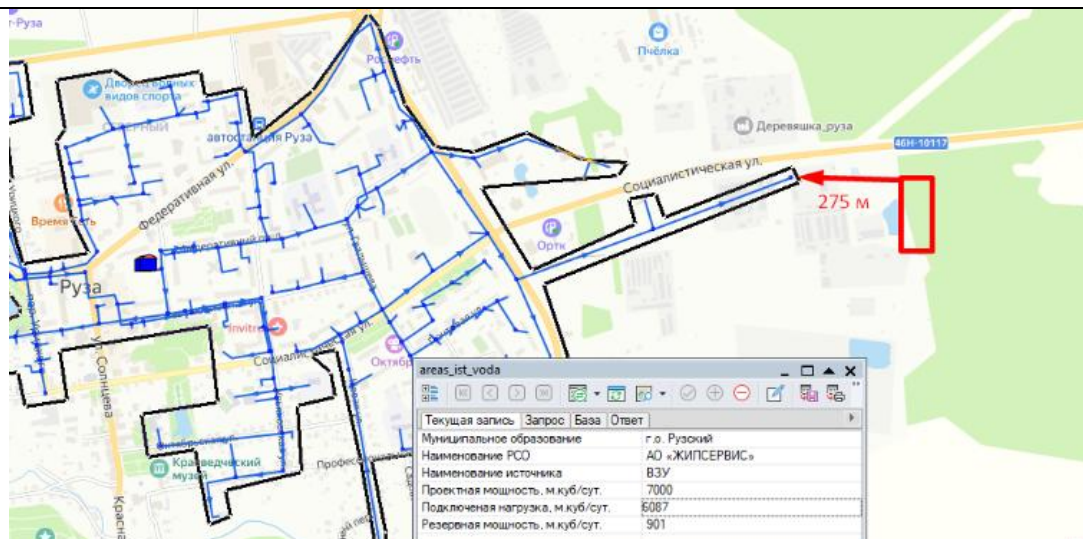 т-Руза
Роснефть
Пчёлка
Дворец водных
видов спорта
СЕВЕРНЫЙ
автостанция Руза
Деревяшка_руза
46Н-10117
Социалистическая ул.
275 м
Федеративная ул.
Время Есть
Ортк
Руза
invitro
Социалистическая ул.
Октябр
ул. Солнцева
Краеведческий
музей
Красна
areas_ist_voda
Текущая запись Запрос База Ответ
Муниципальное образование г.о. Рузский
Наименование РСО АО «ЖИЛСЕРВИС»
Наименование источника ВЗУ
Проектная мощность, м.куб/сут. 7000
Подключеная нагрузка, м.куб/сут. 6087
Резервная мощность, м.куб/сут. 901